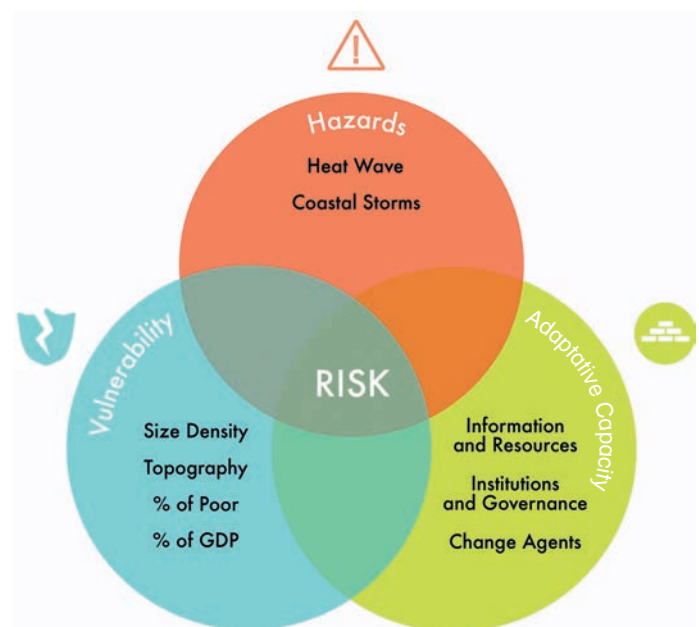 Hazards
Heat Wave
Coastal Storms
Vulnerability
Adaptative Capacity
RISK
Size Density
Topography
% of Poor
% of GDP
Information
and Resources
Institutions
and Governance
Change Agents